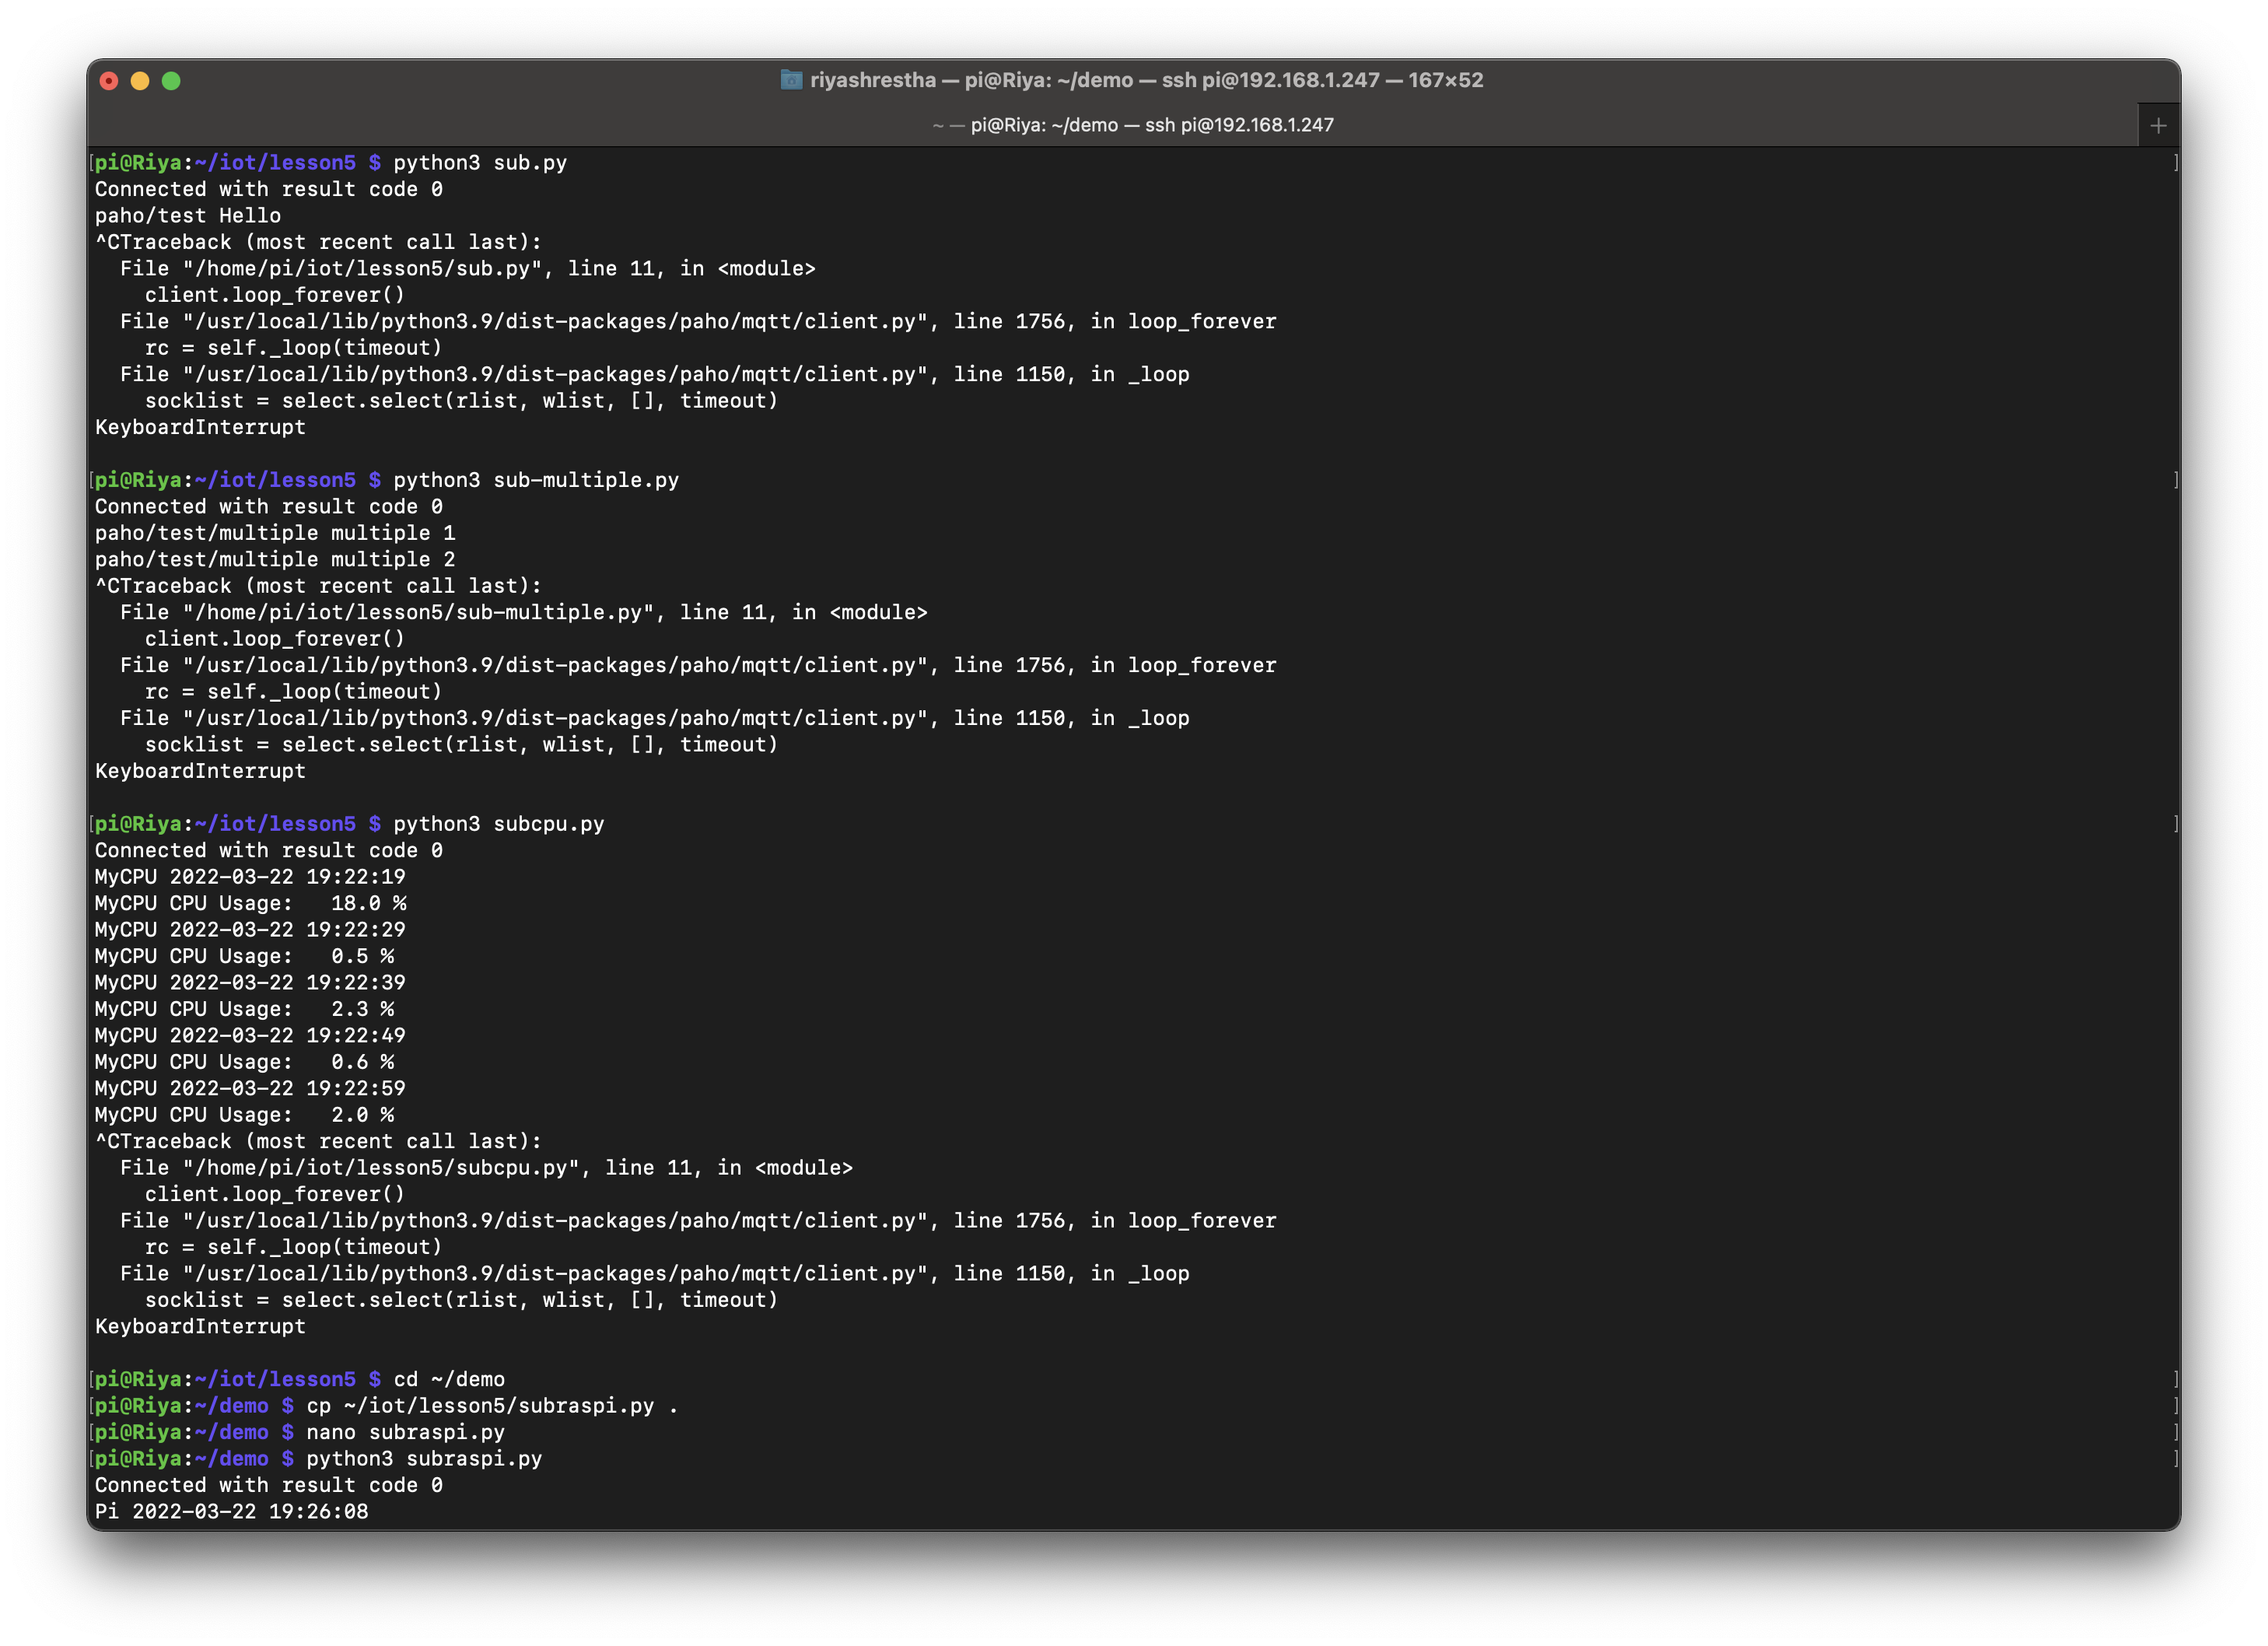 riyashrestha — pi@Riya: ~/demo — ssh pi@192.168.1.247 — 167×52
~ — pi@Riya: ~/demo — ssh pi@192.168.1.247
[pi@Riya:~/iot/lesson5 $ python3 sub.py ]
Connected with result code 0
paho/test Hello
^CTraceback (most recent call last):
  File "/home/pi/iot/lesson5/sub.py", line 11, in <module>
    client.loop_forever()
  File "/usr/local/lib/python3.9/dist-packages/paho/mqtt/client.py", line 1756, in loop_forever
    rc = self._loop(timeout)
  File "/usr/local/lib/python3.9/dist-packages/paho/mqtt/client.py", line 1150, in _loop
    socklist = select.select(rlist, wlist, [], timeout)
KeyboardInterrupt

[pi@Riya:~/iot/lesson5 $ python3 sub-multiple.py ]
Connected with result code 0
paho/test/multiple multiple 1
paho/test/multiple multiple 2
^CTraceback (most recent call last):
  File "/home/pi/iot/lesson5/sub-multiple.py", line 11, in <module>
    client.loop_forever()
  File "/usr/local/lib/python3.9/dist-packages/paho/mqtt/client.py", line 1756, in loop_forever
    rc = self._loop(timeout)
  File "/usr/local/lib/python3.9/dist-packages/paho/mqtt/client.py", line 1150, in _loop
    socklist = select.select(rlist, wlist, [], timeout)
KeyboardInterrupt

[pi@Riya:~/iot/lesson5 $ python3 subcpu.py ]
Connected with result code 0
MyCPU 2022-03-22 19:22:19
MyCPU CPU Usage:   18.0 %
MyCPU 2022-03-22 19:22:29
MyCPU CPU Usage:   0.5 %
MyCPU 2022-03-22 19:22:39
MyCPU CPU Usage:   2.3 %
MyCPU 2022-03-22 19:22:49
MyCPU CPU Usage:   0.6 %
MyCPU 2022-03-22 19:22:59
MyCPU CPU Usage:   2.0 %
^CTraceback (most recent call last):
  File "/home/pi/iot/lesson5/subcpu.py", line 11, in <module>
    client.loop_forever()
  File "/usr/local/lib/python3.9/dist-packages/paho/mqtt/client.py", line 1756, in loop_forever
    rc = self._loop(timeout)
  File "/usr/local/lib/python3.9/dist-packages/paho/mqtt/client.py", line 1150, in _loop
    socklist = select.select(rlist, wlist, [], timeout)
KeyboardInterrupt

[pi@Riya:~/iot/lesson5 $ cd ~/demo ]
[pi@Riya:~/demo $ cp ~/iot/lesson5/subraspi.py . ]
[pi@Riya:~/demo $ nano subraspi.py ]
[pi@Riya:~/demo $ python3 subraspi.py ]
Connected with result code 0
Pi 2022-03-22 19:26:08